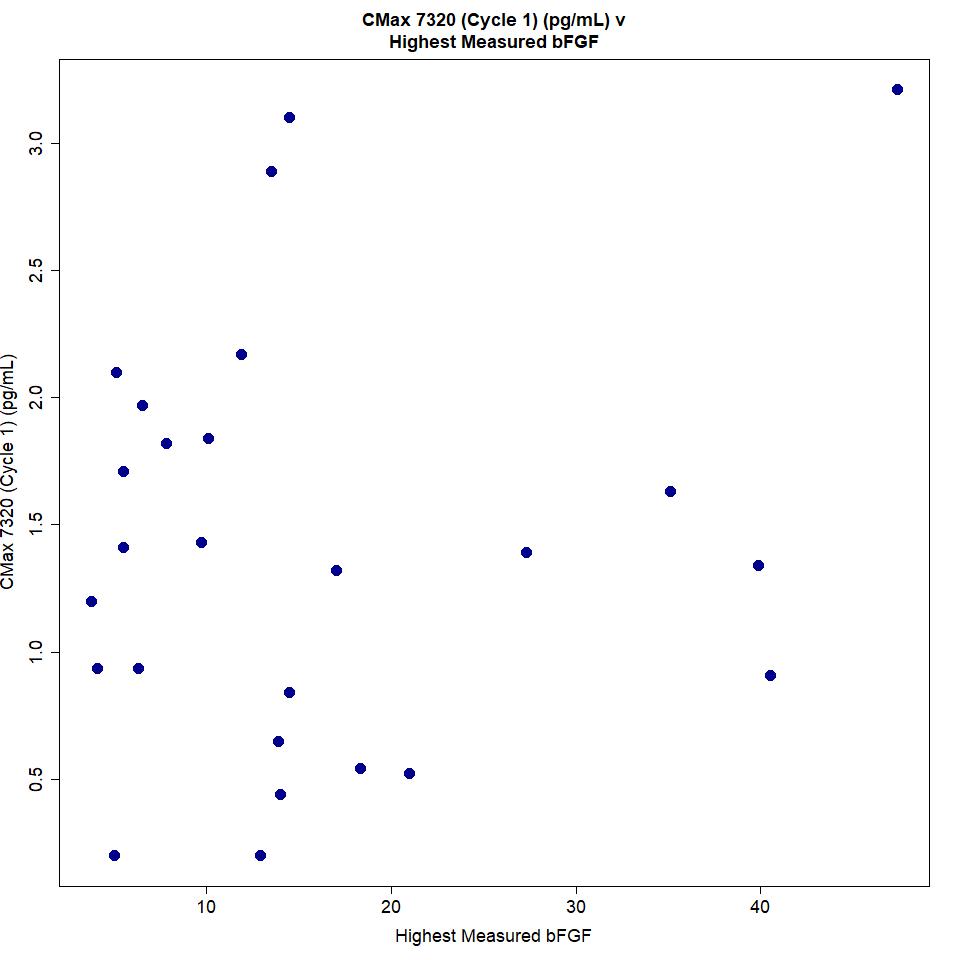 CMax 7320 (Cycle 1) (pg/mL) v
Highest Measured bFGF
CMax 7320 (Cycle 1) (pg/mL)
3.0
2.5
2.0
1.5
1.0
0.5
10
20
30
40
Highest Measured bFGF